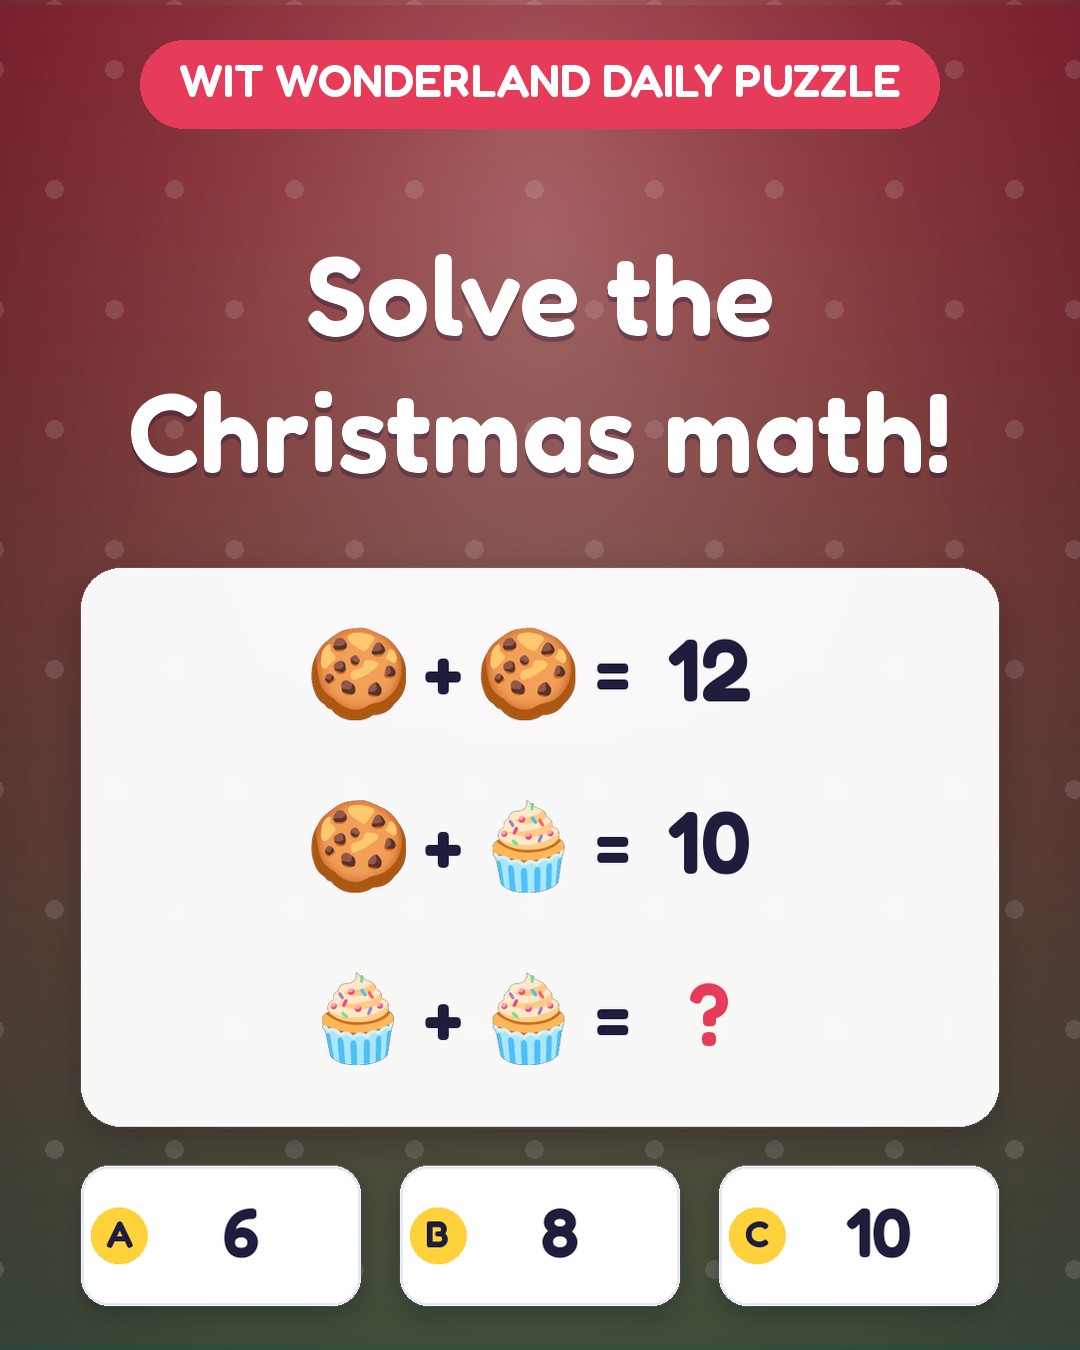 WIT WONDERLAND DAILY PUZZLE
Solve the
Christmas math!
+ = 12
+ = 10
+ = ?
A 6
B 8
C 10